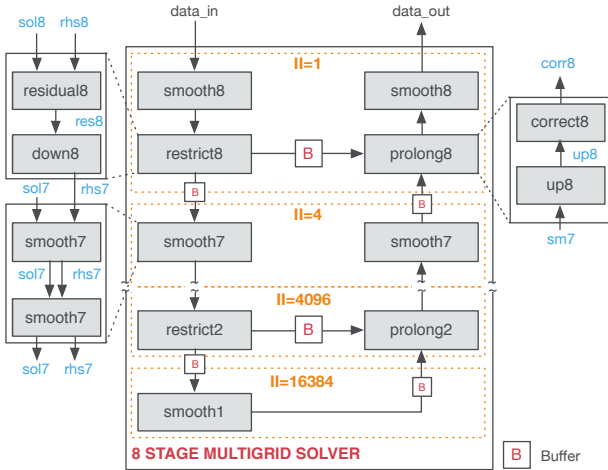 data_in
data_out
sol8 rhs8
II=1
residual8
smooth8
smooth8
corr8
res8
correct8
down8
restrict8
B
prolong8
up8
up8
sol7
rhs7
B
B
sm7
II=4
smooth7
smooth7
smooth7
sol7 rhs7
~ ~ ~ ~
II=4096
smooth7
restrict2
B
prolong2
sol7 rhs7
B
B
II=16384
smooth1
8 STAGE MULTIGRID SOLVER
B Buffer